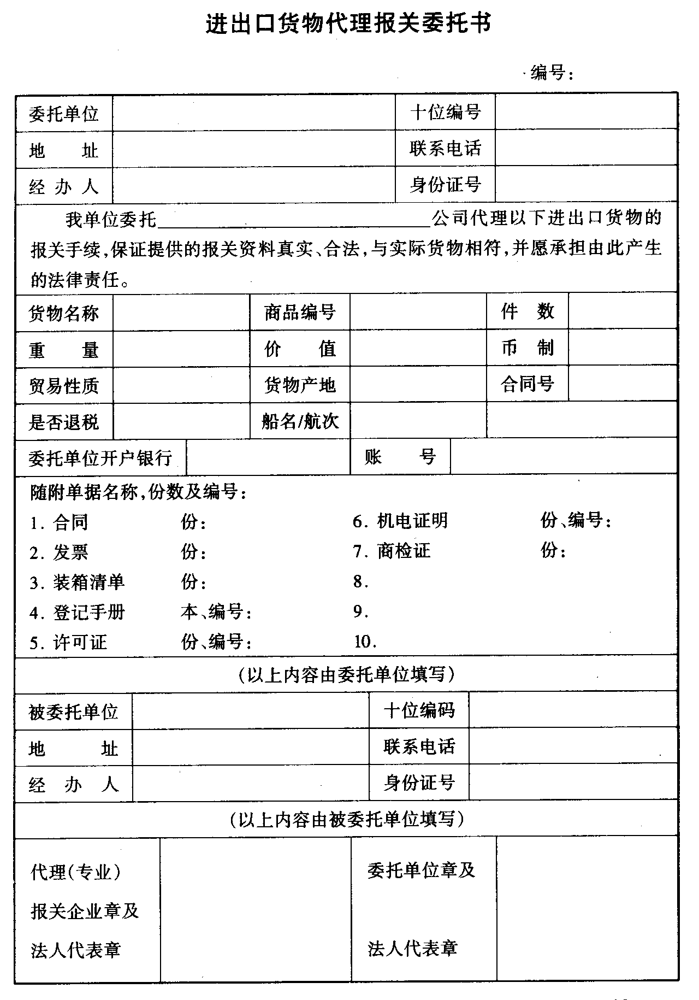 进出口货物代理报关委托书
编号：
委托单位 十位编号
地 址 联系电话
经 办 人 身份证号
我单位委托________________公司代理以下进出口货物的
报关手续,保证提供的报关资料真实、合法,与实际货物相符,并愿承担由此产生
的法律责任。
货物名称 商品编号 件 数
重 量 价 值 币 制
贸易性质 货物产地 合同号
是否退税 船名/航次
委托单位开户银行 账 号
随附单据名称,份数及编号：
1. 合同 份： 6. 机电证明 份、编号：
2. 发票 份： 7. 商检证 份：
3. 装箱清单 份： 8.
4. 登记手册 本、编号： 9.
5. 许可证 份、编号： 10.
(以上内容由委托单位填写)
被委托单位 十位编码
地 址 联系电话
经 办 人 身份证号
(以上内容由被委托单位填写)
代理(专业) 委托单位章及
报关企业章及
法人代表章 法人代表章